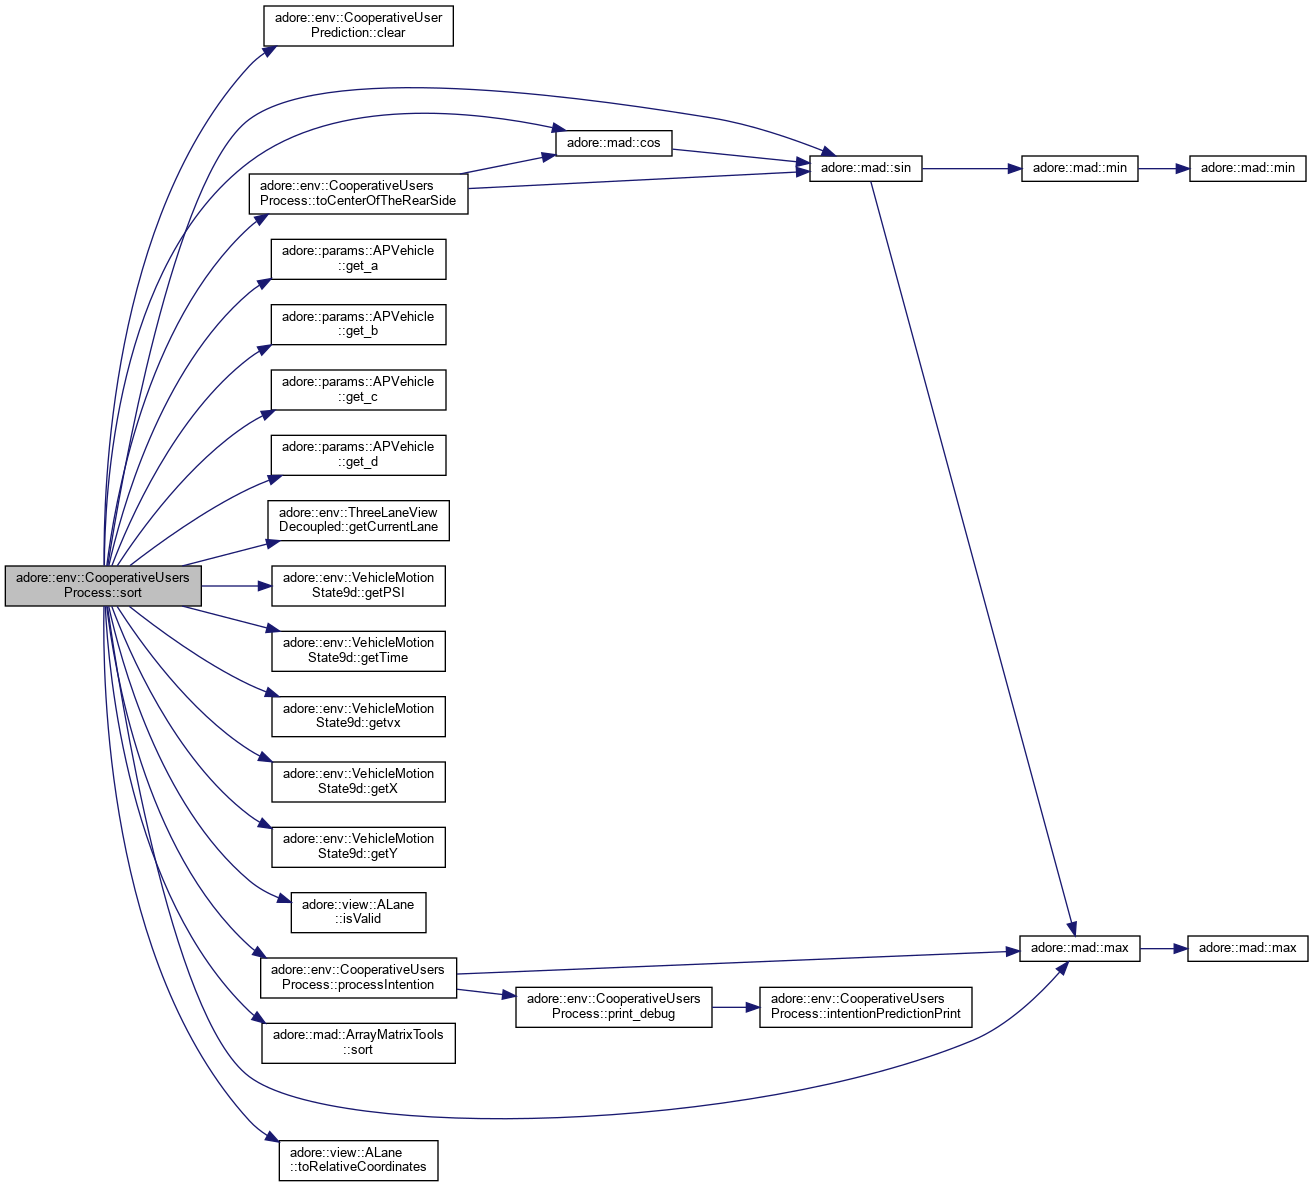 adore::env::CooperativeUser
Prediction::clear
adore::mad::cos
adore::mad::sin
adore::mad::min
adore::mad::min
adore::env::CooperativeUsers
Process::toCenterOfTheRearSide
adore::params::APVehicle
::get_a
adore::params::APVehicle
::get_b
adore::params::APVehicle
::get_c
adore::params::APVehicle
::get_d
adore::env::ThreeLaneView
Decoupled::getCurrentLane
adore::env::CooperativeUsers
Process::sort
adore::env::VehicleMotion
State9d::getPSI
adore::env::VehicleMotion
State9d::getTime
adore::env::VehicleMotion
State9d::getvx
adore::env::VehicleMotion
State9d::getX
adore::env::VehicleMotion
State9d::getY
adore::view::ALane
::isValid
adore::env::CooperativeUsers
Process::processIntention
adore::mad::max
adore::mad::max
adore::env::CooperativeUsers
Process::print_debug
adore::env::CooperativeUsers
Process::intentionPredictionPrint
adore::mad::ArrayMatrixTools
::sort
adore::view::ALane
::toRelativeCoordinates